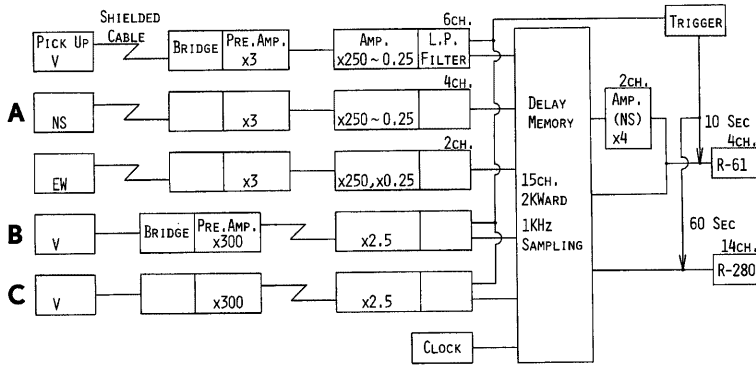 SHIELDED CABLE
6CH.
TRIGGER
PICK UP V
BRIDGE
PRE.AMP. x3
AMP. x250~0.25
L.P. FILTER
4CH.
2CH.
A
NS
x3
x250~0.25
DELAY MEMORY
AMP. (NS) x4
10 SEC
4CH.
2CH.
R-61
EW
x3
x250,x0.25
15CH.
2KWARD
1KHz SAMPLING
B
V
BRIDGE
PRE.AMP. x300
x2.5
60 SEC
14CH.
C
V
x300
x2.5
R-280
CLOCK